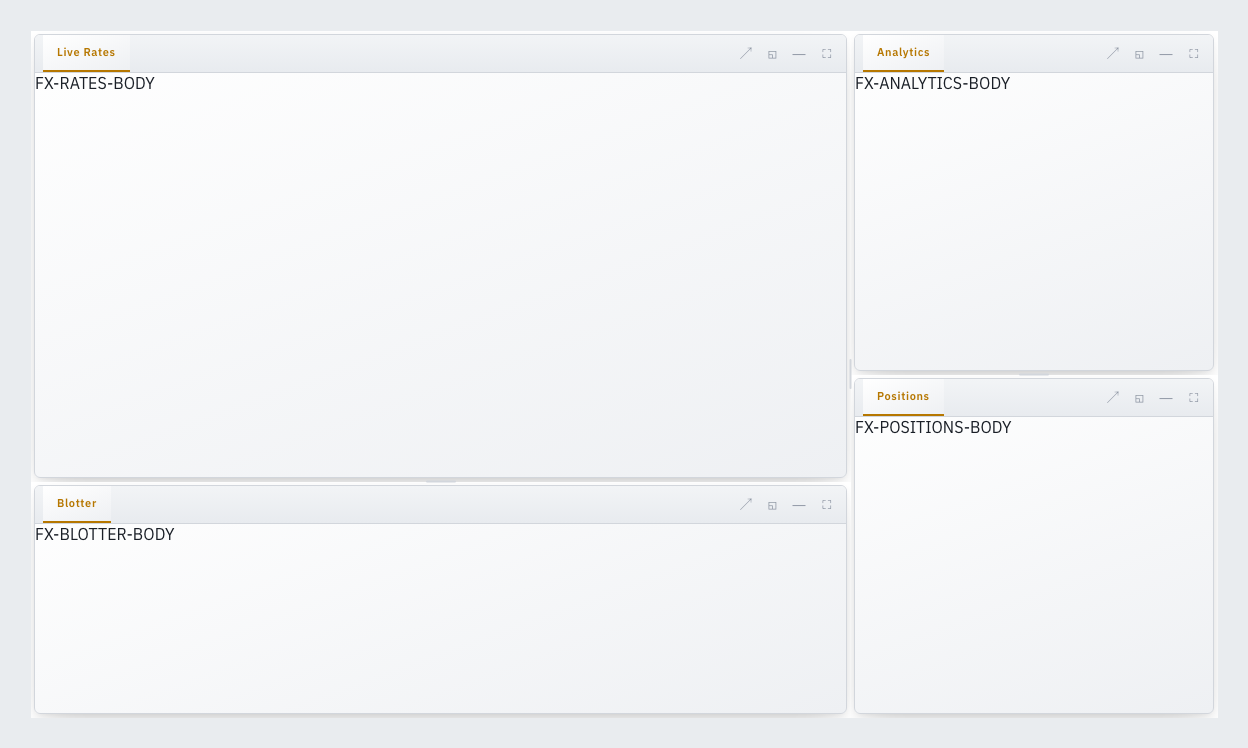 Live Rates
FX-RATES-BODY
Analytics
FX-ANALYTICS-BODY
Blotter
FX-BLOTTER-BODY
Positions
FX-POSITIONS-BODY